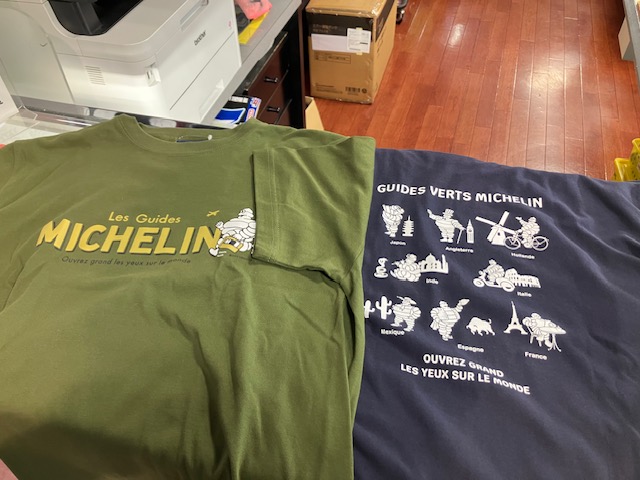 brother
Les Guides
MICHELIN
Ouvrez grand les yeux sur le monde
GUIDES VERTS MICHELIN
Japon
Angleterre
Hollande
Inde
Italie
Mexique
Espagne
France
OUVREZ GRAND
LES YEUX SUR LE MONDE